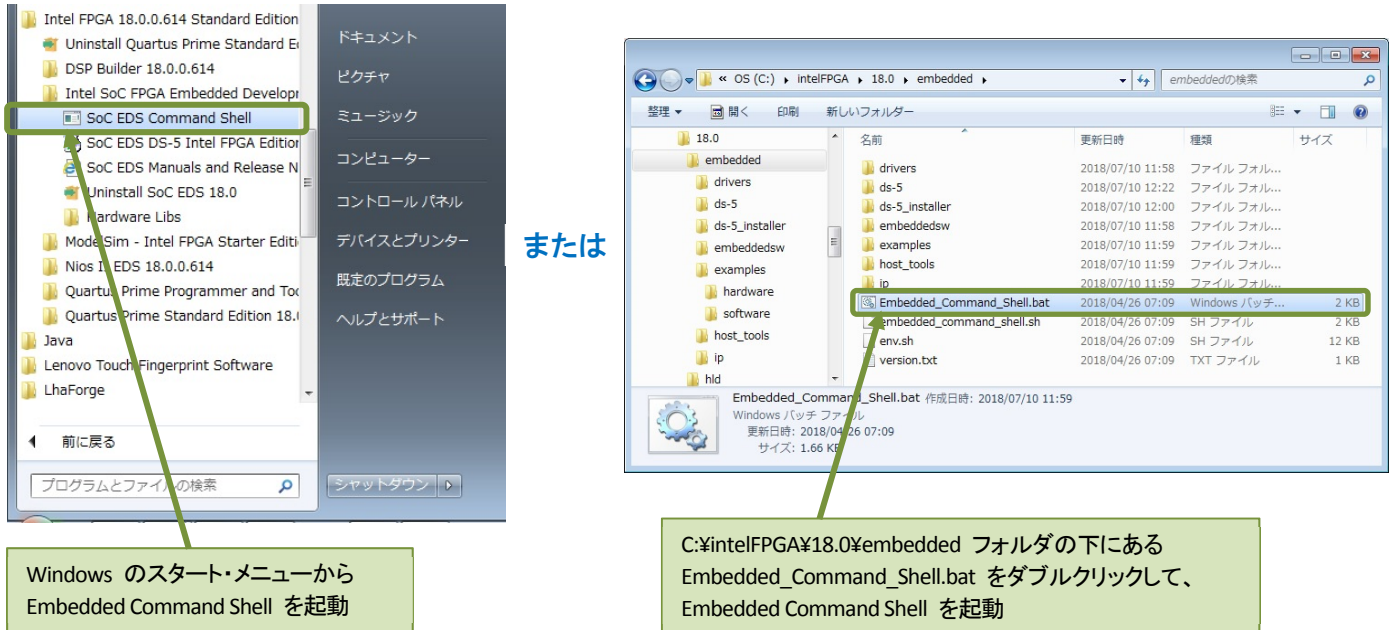 Intel FPGA 18.0.0.614 Standard Edition
Uninstall Quartus Prime Standard E
DSP Builder 18.0.0.614
Intel SoC FPGA Embedded Develop
SoC EDS Command Shell
SoC EDS DS-5 Intel FPGA Edition
SoC EDS Manuals and Release N
Uninstall SoC EDS 18.0
Hardware Libs
ModelSim - Intel FPGA Starter Editi
Nios II EDS 18.0.0.614
Quartus Prime Programmer and Too
Quartus Prime Standard Edition 18.
Java
Lenovo Touch Fingerprint Software
LhaForge
前に戻る
プログラムとファイルの検索
ドキュメント
ピクチャ
ミュージック
コンピューター
コントロール パネル
デバイスとプリンター
既定のプログラム
ヘルプとサポート
シャットダウン
Windows のスタート・メニューから
Embedded Command Shell を起動
または
« OS (C:) ▸ intelFPGA ▸ 18.0 ▸ embedded ▸
embeddedの検索
整理 開く 印刷 新しいフォルダー
18.0
embedded
drivers
ds-5
ds-5_installer
embeddedsw
examples
hardware
software
host_tools
ip
hld
名前 更新日時 種類 サイズ
drivers 2018/07/10 11:58 ファイル フォル...
ds-5 2018/07/10 12:22 ファイル フォル...
ds-5_installer 2018/07/10 12:00 ファイル フォル...
embeddedsw 2018/07/10 11:58 ファイル フォル...
examples 2018/07/10 11:59 ファイル フォル...
host_tools 2018/07/10 11:59 ファイル フォル...
ip 2018/07/10 11:59 ファイル フォル...
Embedded_Command_Shell.bat 2018/04/26 07:09 Windows バッチ... 2 KB
embedded_command_shell.sh 2018/04/26 07:09 SH ファイル 2 KB
env.sh 2018/04/26 07:09 SH ファイル 12 KB
version.txt 2018/04/26 07:09 TXT ファイル 1 KB
Embedded_Command_Shell.bat 作成日時: 2018/07/10 11:59
Windows バッチ ファイル
更新日時: 2018/04/26 07:09
サイズ: 1.66 KB
C:¥intelFPGA¥18.0¥embedded フォルダの下にある
Embedded_Command_Shell.bat をダブルクリックして、
Embedded Command Shell を起動